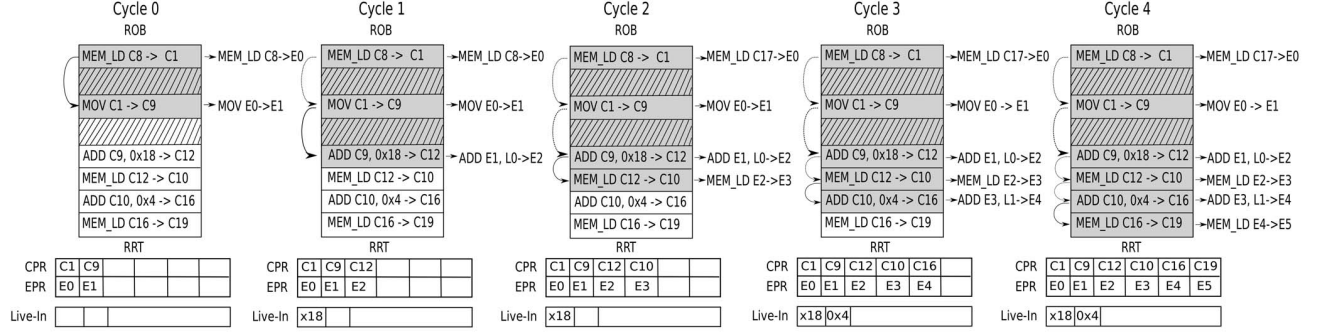 Cycle 0
ROB
MEM_LD C8 -> C1
MEM_LD C8->E0
MOV C1 -> C9
MOV E0->E1
ADD C9, 0x18 -> C12
MEM_LD C12 -> C10
ADD C10, 0x4 -> C16
MEM_LD C16 -> C19
RRT
CPR C1 C9
EPR E0 E1
Live-In
Cycle 1
ROB
MEM_LD C8 -> C1
MEM_LD C8->E0
MOV C1 -> C9
MOV E0->E1
ADD C9, 0x18 -> C12
ADD E1, L0->E2
MEM_LD C12 -> C10
ADD C10, 0x4 -> C16
MEM_LD C16 -> C19
RRT
CPR C1 C9 C12
EPR E0 E1 E2
Live-In x18
Cycle 2
ROB
MEM_LD C8 -> C1
MEM_LD C17->E0
MOV C1 -> C9
MOV E0->E1
ADD C9, 0x18 -> C12
ADD E1, L0->E2
MEM_LD C12 -> C10
MEM_LD E2->E3
ADD C10, 0x4 -> C16
MEM_LD C16 -> C19
RRT
CPR C1 C9 C12 C10
EPR E0 E1 E2 E3
Live-In x18
Cycle 3
ROB
MEM_LD C8 -> C1
MEM_LD C17->E0
MOV C1 -> C9
MOV E0 -> E1
ADD C9, 0x18 -> C12
ADD E1, L0->E2
MEM_LD C12 -> C10
MEM_LD E2->E3
ADD C10, 0x4 -> C16
ADD E3, L1->E4
MEM_LD C16 -> C19
RRT
CPR C1 C9 C12 C10 C16
EPR E0 E1 E2 E3 E4
Live-In x18 0x4
Cycle 4
ROB
MEM_LD C8 -> C1
MEM_LD C17->E0
MOV C1 -> C9
MOV E0 -> E1
ADD C9, 0x18 -> C12
ADD E1, L0->E2
MEM_LD C12 -> C10
MEM_LD E2->E3
ADD C10, 0x4 -> C16
ADD E3, L1->E4
MEM_LD C16 -> C19
MEM_LD E4->E5
RRT
CPR C1 C9 C12 C10 C16 C19
EPR E0 E1 E2 E3 E4 E5
Live-In x18 0x4